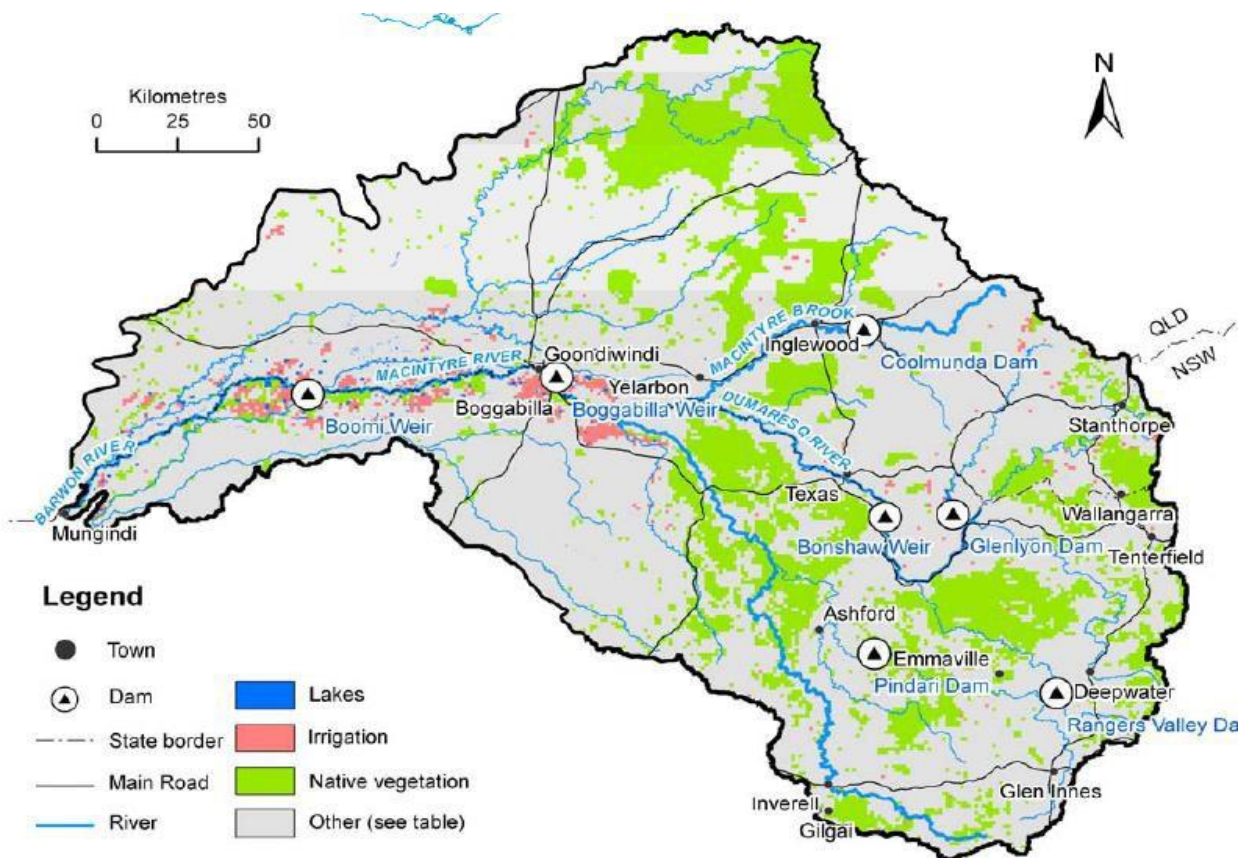 Kilometres
0 25 50
N
QLD
NSW
MACINTYRE BROOK
Inglewood
Coolmunda Dam
Goondiwindi
MACINTYRE RIVER
Yelarbon
Boggabilla
Boggabilla Weir
DUMARESQ RIVER
Boomi Weir
Stanthorpe
BARWON RIVER
Mungindi
Texas
Wallangarra
Bonshaw Weir
Glenlyon Dam
Tenterfield
Ashford
Emmaville
Pindari Dam
Deepwater
Rangers Valley Da
Glen Innes
Inverell
Gilgai
Legend
Town
Dam
State border
Main Road
River
Lakes
Irrigation
Native vegetation
Other (see table)